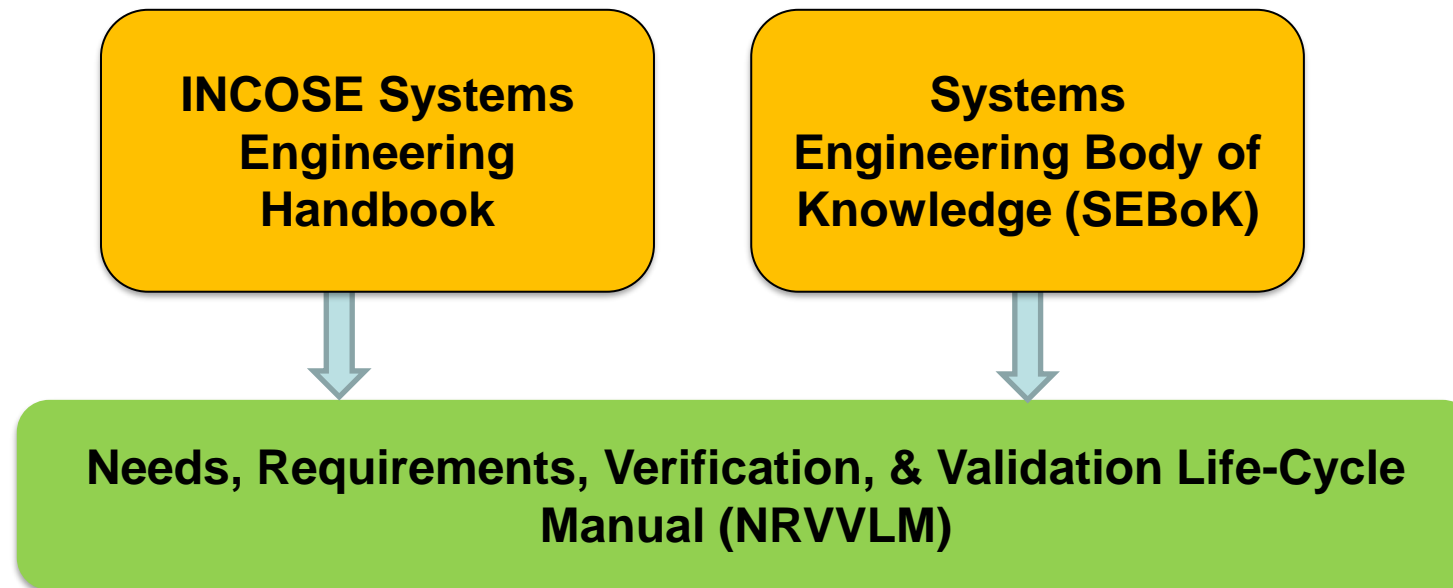 INCOSE Systems
Engineering
Handbook
Systems
Engineering Body of
Knowledge (SEBoK)
Needs, Requirements, Verification, & Validation Life-Cycle
Manual (NRVVLM)